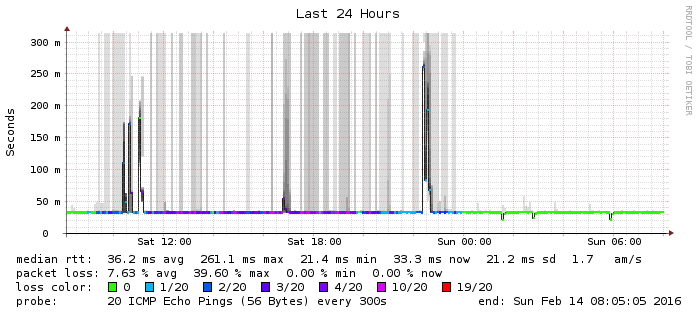 Last 24 Hours
RRDTOOL / TOBI OETIKER
Seconds
300 m
250 m
200 m
150 m
100 m
50 m
0
Sat 12:00 Sat 18:00 Sun 00:00 Sun 06:00
median rtt: 36.2 ms avg 261.1 ms max 21.4 ms min 33.3 ms now 21.2 ms sd 1.7 am/s
packet loss: 7.63 % avg 39.60 % max 0.00 % min 0.00 % now
loss color: 0 1/20 2/20 3/20 4/20 10/20 19/20
probe: 20 ICMP Echo Pings (56 Bytes) every 300s end: Sun Feb 14 08:05:05 2016